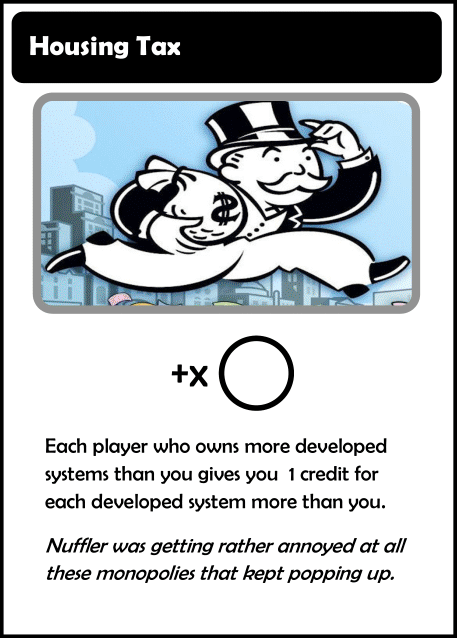 Housing Tax
$
+x
Each player who owns more developed
systems than you gives you 1 credit for
each developed system more than you.
Nuffler was getting rather annoyed at all
these monopolies that kept popping up.